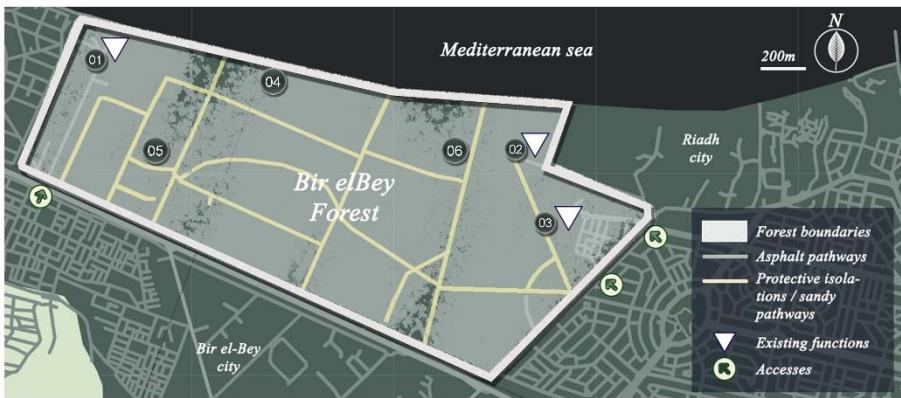 Mediterranean sea
N
200m
01
04
02
05
06
03
Riadh
city
Bir elBey
Forest
Bir el-Bey
city
Forest boundaries
Asphalt pathways
Protective isola-
tions / sandy
pathways
Existing functions
Accesses